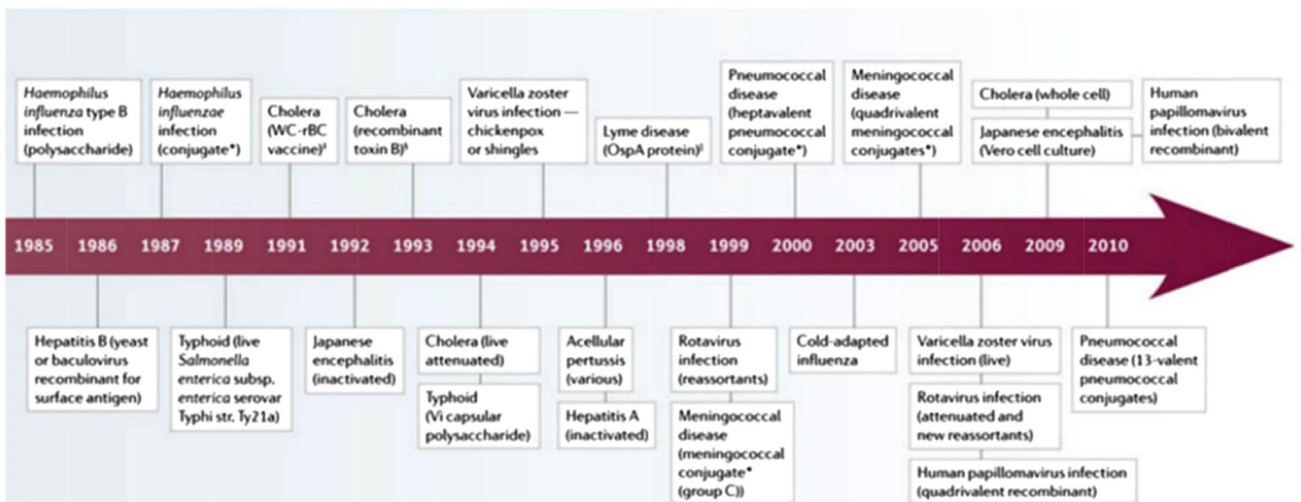 Haemophilus
influenza type B
infection
(polysaccharide)
Haemophilus
influenzae
infection
(conjugate*)
Cholera
(WC-rBC
vaccine)‡
Cholera
(recombinant
toxin B)§
Varicella zoster
virus infection —
chickenpox
or shingles
Lyme disease
(OspA protein)||
Pneumococcal
disease
(heptavalent
pneumococcal
conjugate*)
Meningococcal
disease
(quadrivalent
meningococcal
conjugates*)
Cholera (whole cell)
Japanese encephalitis
(Vero cell culture)
Human
papillomavirus
infection (bivalent
recombinant)
1985 1986 1987 1989 1991 1992 1993 1994 1995 1996 1998 1999 2000 2003 2005 2006 2009 2010
Hepatitis B (yeast
or baculovirus
recombinant for
surface antigen)
Typhoid (live
Salmonella
enterica subsp.
enterica serovar
Typhi str. Ty21a)
Japanese
encephalitis
(inactivated)
Cholera (live
attenuated)
Typhoid
(Vi capsular
polysaccharide)
Acellular
pertussis
(various)
Hepatitis A
(inactivated)
Rotavirus
infection
(reassortants)
Meningococcal
disease
(meningococcal
conjugate*
(group C))
Cold-adapted
influenza
Varicella zoster virus
infection (live)
Rotavirus infection
(attenuated and
new reassortants)
Human papillomavirus infection
(quadrivalent recombinant)
Pneumococcal
disease (13-valent
pneumococcal
conjugates)